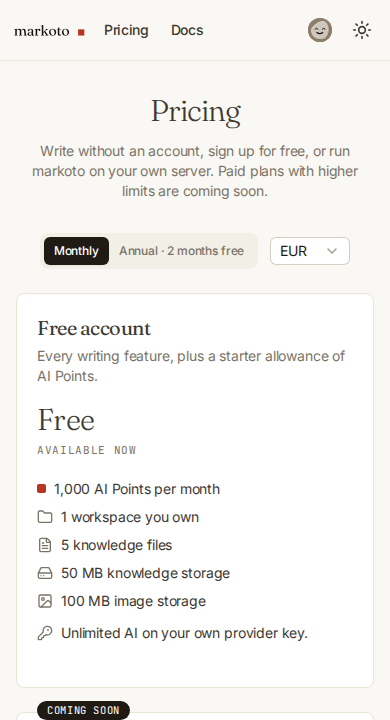 markoto Pricing Docs
Pricing
Write without an account, sign up for free, or run
markoto on your own server. Paid plans with higher
limits are coming soon.
Monthly Annual · 2 months free EUR
Free account
Every writing feature, plus a starter allowance of
AI Points.
Free
AVAILABLE NOW
1,000 AI Points per month
1 workspace you own
5 knowledge files
50 MB knowledge storage
100 MB image storage
Unlimited AI on your own provider key.
COMING SOON